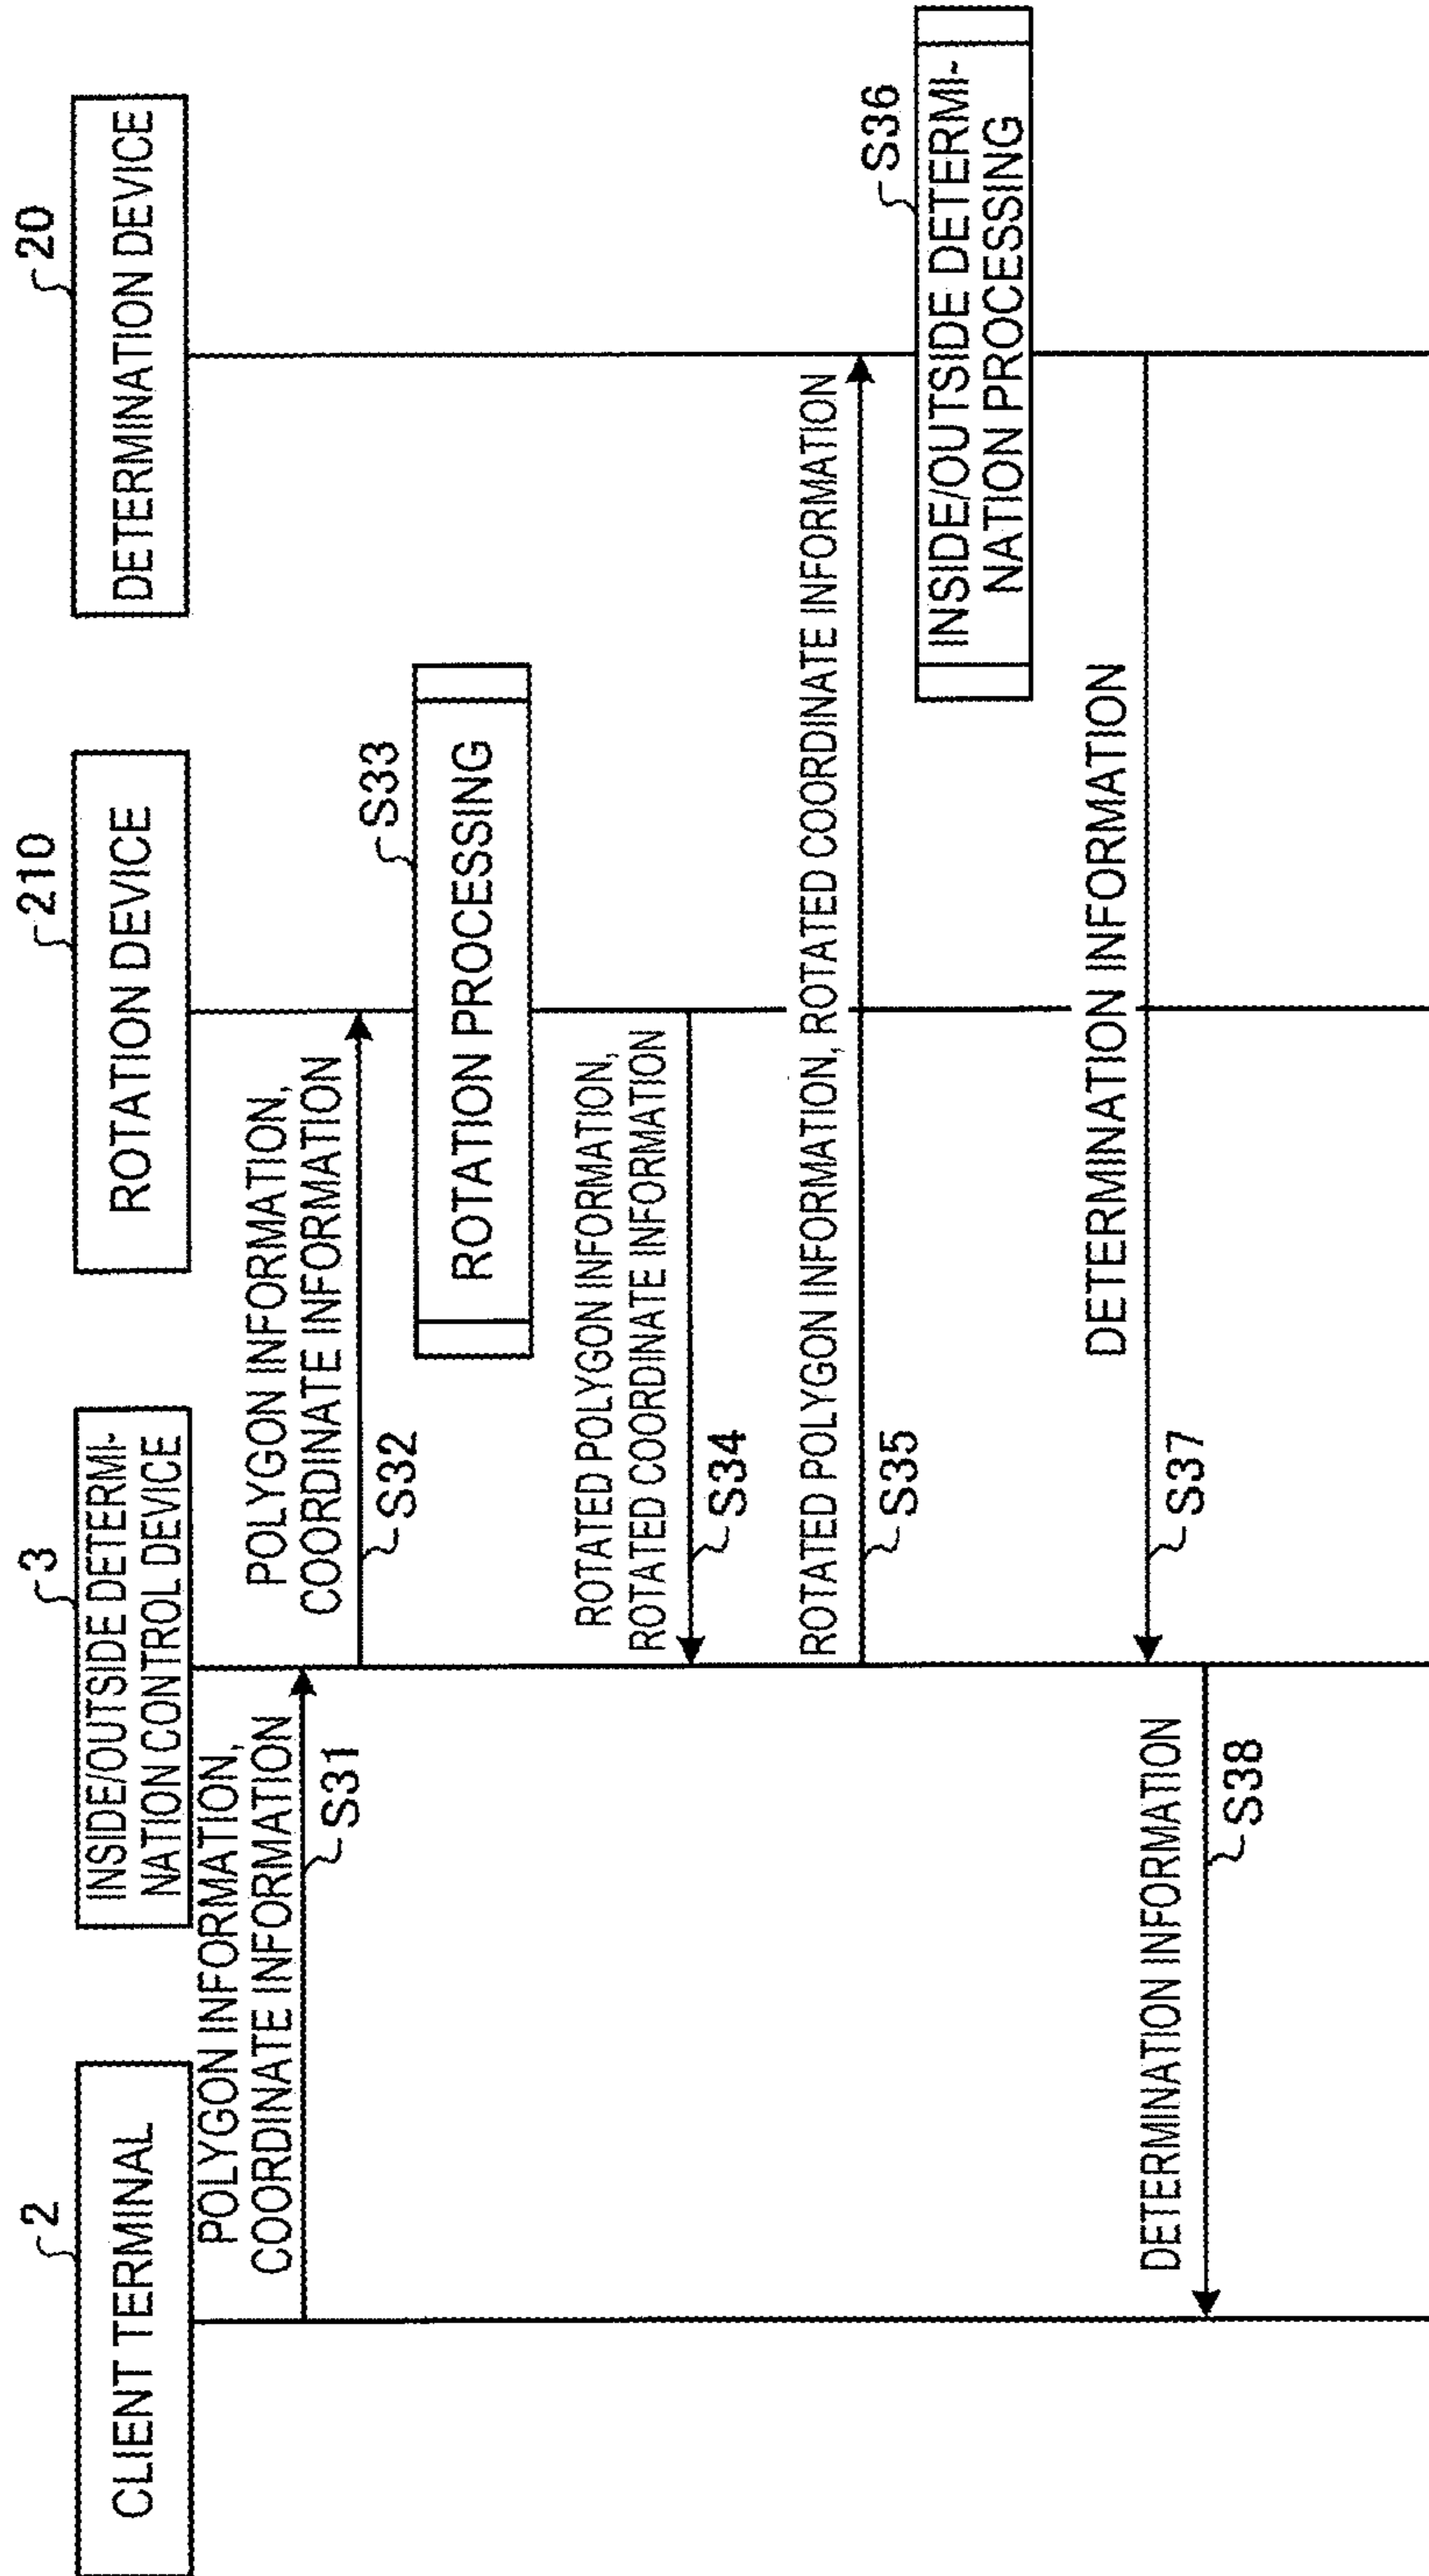 2
CLIENT TERMINAL
3
INSIDE/OUTSIDE DETERMI-
NATION CONTROL DEVICE
210
ROTATION DEVICE
20
DETERMINATION DEVICE
POLYGON INFORMATION,
COORDINATE INFORMATION
S31
POLYGON INFORMATION,
COORDINATE INFORMATION
S32
S33
ROTATION PROCESSING
ROTATED POLYGON INFORMATION,
ROTATED COORDINATE INFORMATION
S34
ROTATED POLYGON INFORMATION, ROTATED COORDINATE INFORMATION
S35
S36
INSIDE/OUTSIDE DETERMI-
NATION PROCESSING
DETERMINATION INFORMATION
S37
DETERMINATION INFORMATION
S38